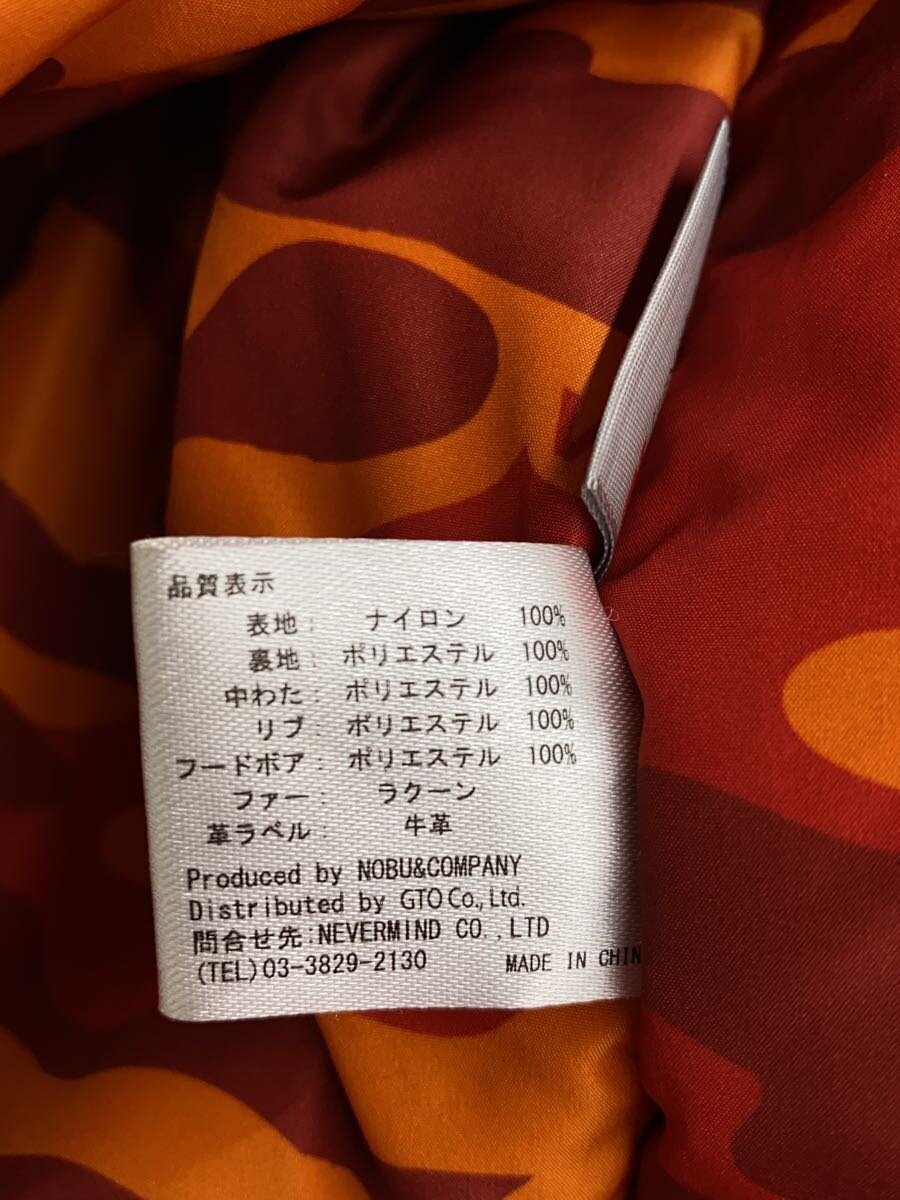 品質表示
表地: ナイロン 100%
裏地: ポリエステル 100%
中わた: ポリエステル 100%
リブ: ポリエステル 100%
フードボア: ポリエステル 100%
ファー: ラクーン
革ラベル: 牛革
Produced by NOBU&COMPANY
Distributed by GTO Co., Ltd.
問合せ先:NEVERMIND CO.,LTD
(TEL)03-3829-2130 MADE IN CHIN